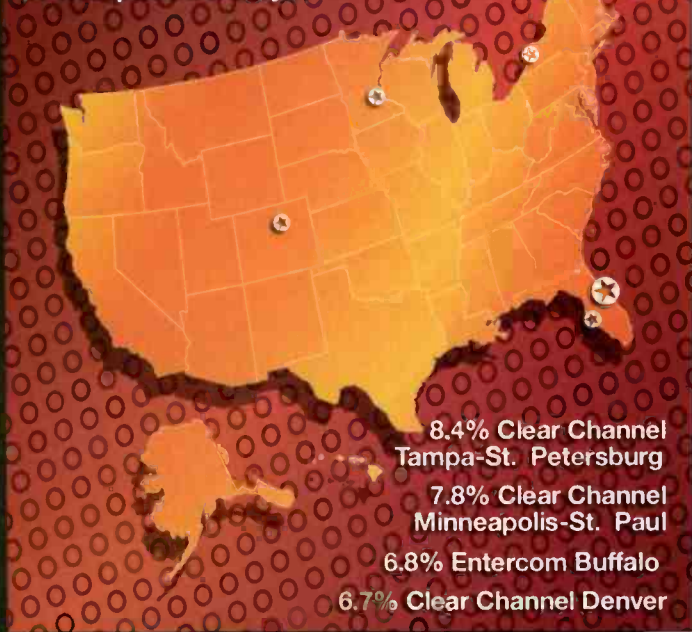 8.4% Clear Channel
Tampa-St. Petersburg
7.8% Clear Channel
Minneapolis-St. Paul
6.8% Entercom Buffalo
6.7% Clear Channel Denver